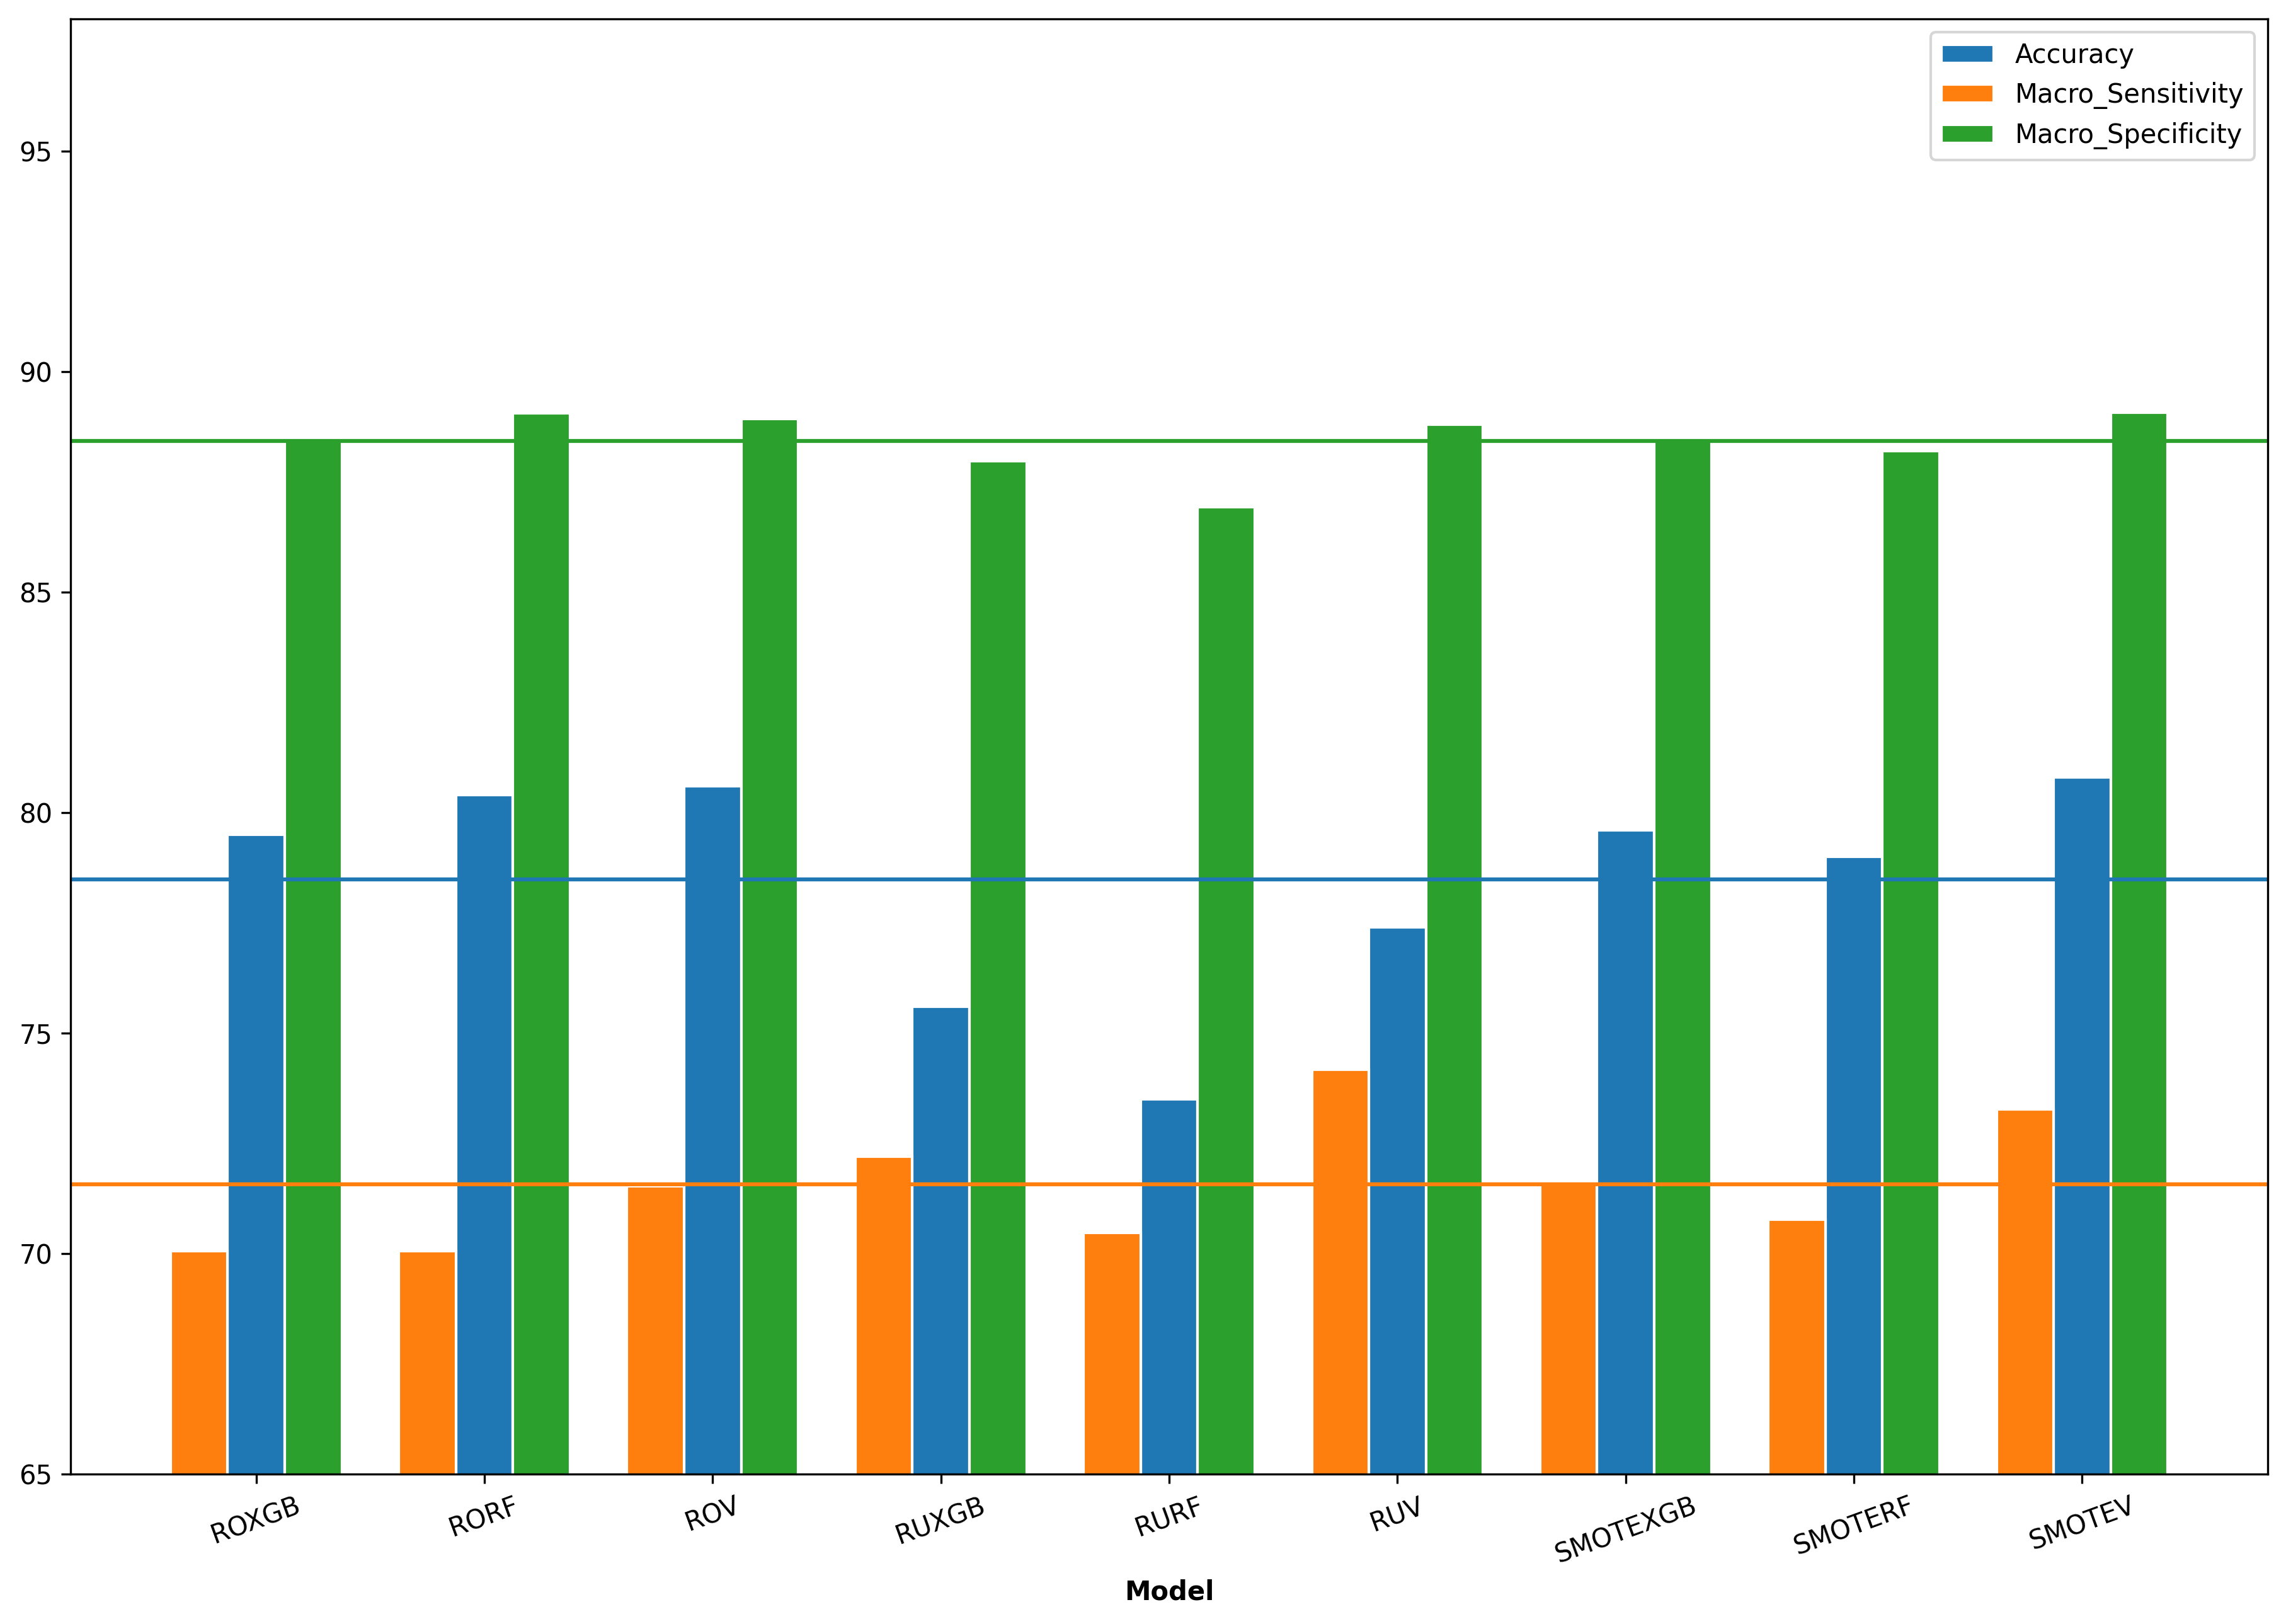 Accuracy
Macro_Sensitivity
Macro_Specificity
95
90
85
80
75
70
65
ROXGB RORF ROV RUXGB RURF RUV SMOTEXGB SMOTERF SMOTEV
Model